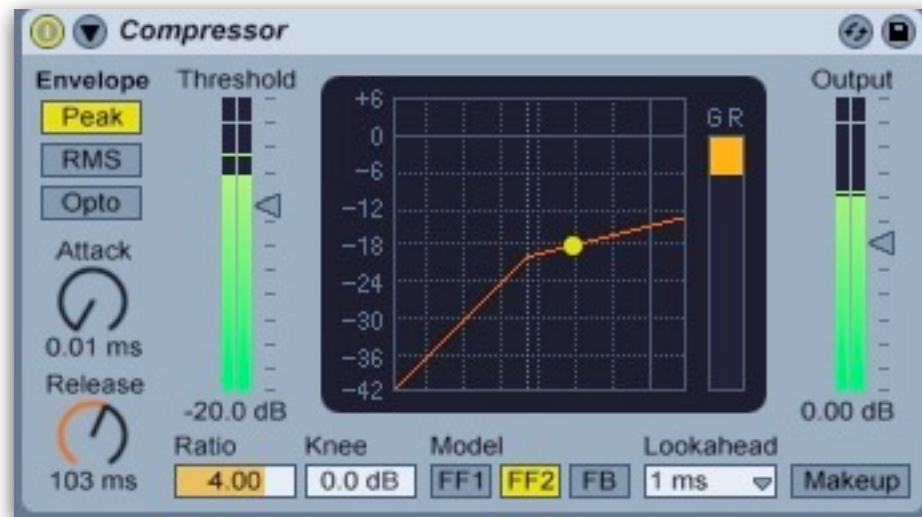 Compressor
Envelope
Peak
RMS
Opto
Attack
0.01 ms
Release
103 ms
Threshold
-20.0 dB
+6
0
-6
-12
-18
-24
-30
-36
-42
GR
Output
0.00 dB
Ratio
4.00
Knee
0.0 dB
Model
FF1 FF2 FB
Lookahead
1 ms
Makeup